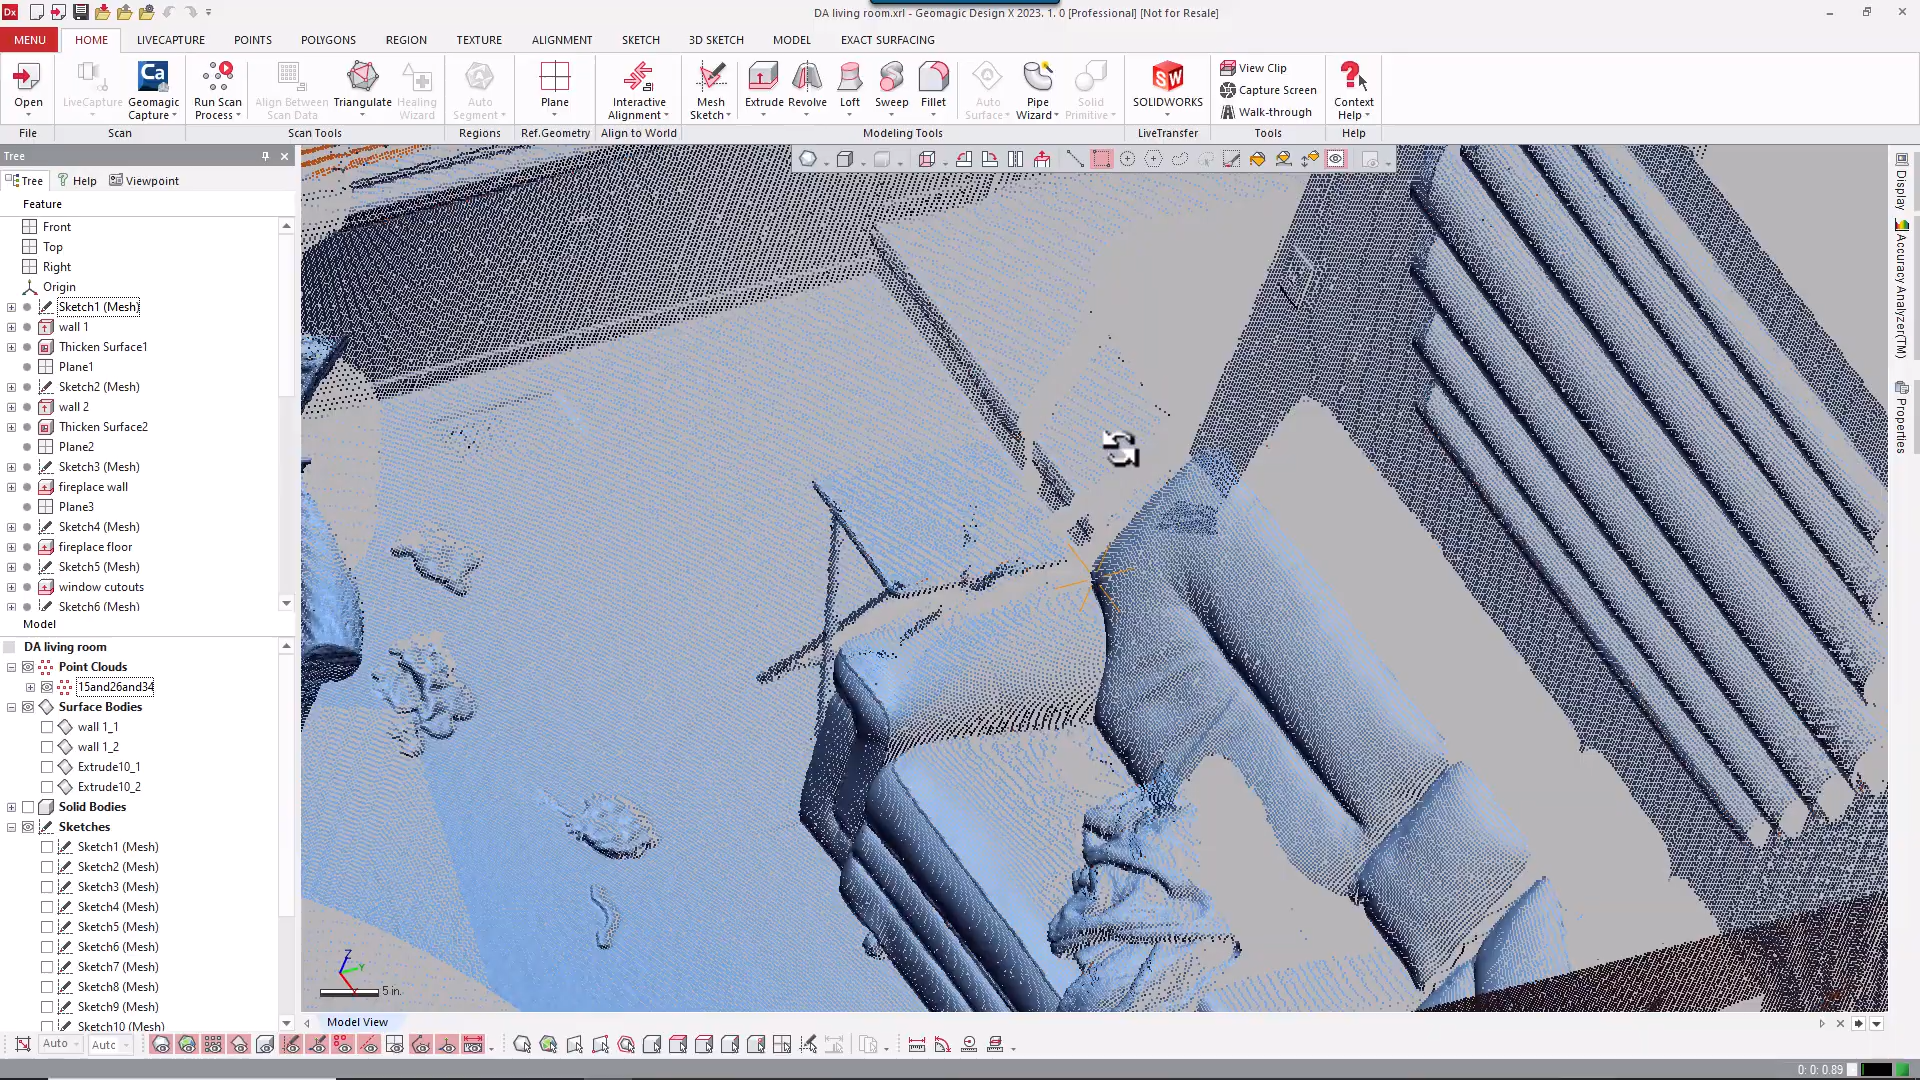 DA living room.xrl - Geomagic Design X 2023. 1. 0 [Professional] [Not for Resale]
MENU HOME LIVECAPTURE POINTS POLYGONS REGION TEXTURE ALIGNMENT SKETCH 3D SKETCH MODEL EXACT SURFACING
Open
LiveCapture
Geomagic Capture
Run Scan Process
Align Between Scan Data
Triangulate
Healing Wizard
Auto Segment
Plane
Interactive Alignment
Mesh Sketch
Extrude
Revolve
Loft
Sweep
Fillet
Auto Surface
Pipe Wizard
Solid Primitive
SOLIDWORKS
View Clip
Capture Screen
Walk-through
Context Help
File Scan Scan Tools Regions Ref.Geometry Align to World Modeling Tools LiveTransfer Tools Help
Tree
Tree Help Viewpoint
Feature
Front
Top
Right
Origin
Sketch1 (Mesh)
wall 1
Thicken Surface1
Plane1
Sketch2 (Mesh)
wall 2
Thicken Surface2
Plane2
Sketch3 (Mesh)
fireplace wall
Plane3
Sketch4 (Mesh)
fireplace floor
Sketch5 (Mesh)
window cutouts
Sketch6 (Mesh)
Model
DA living room
Point Clouds
15and26and34
Surface Bodies
wall 1_1
wall 1_2
Extrude10_1
Extrude10_2
Solid Bodies
Sketches
Sketch1 (Mesh)
Sketch2 (Mesh)
Sketch3 (Mesh)
Sketch4 (Mesh)
Sketch5 (Mesh)
Sketch6 (Mesh)
Sketch7 (Mesh)
Sketch8 (Mesh)
Sketch9 (Mesh)
Sketch10 (Mesh)
Display
Accuracy Analyzer(TM)
Properties
5 in.
Model View
Auto
Auto
0: 0: 0.89